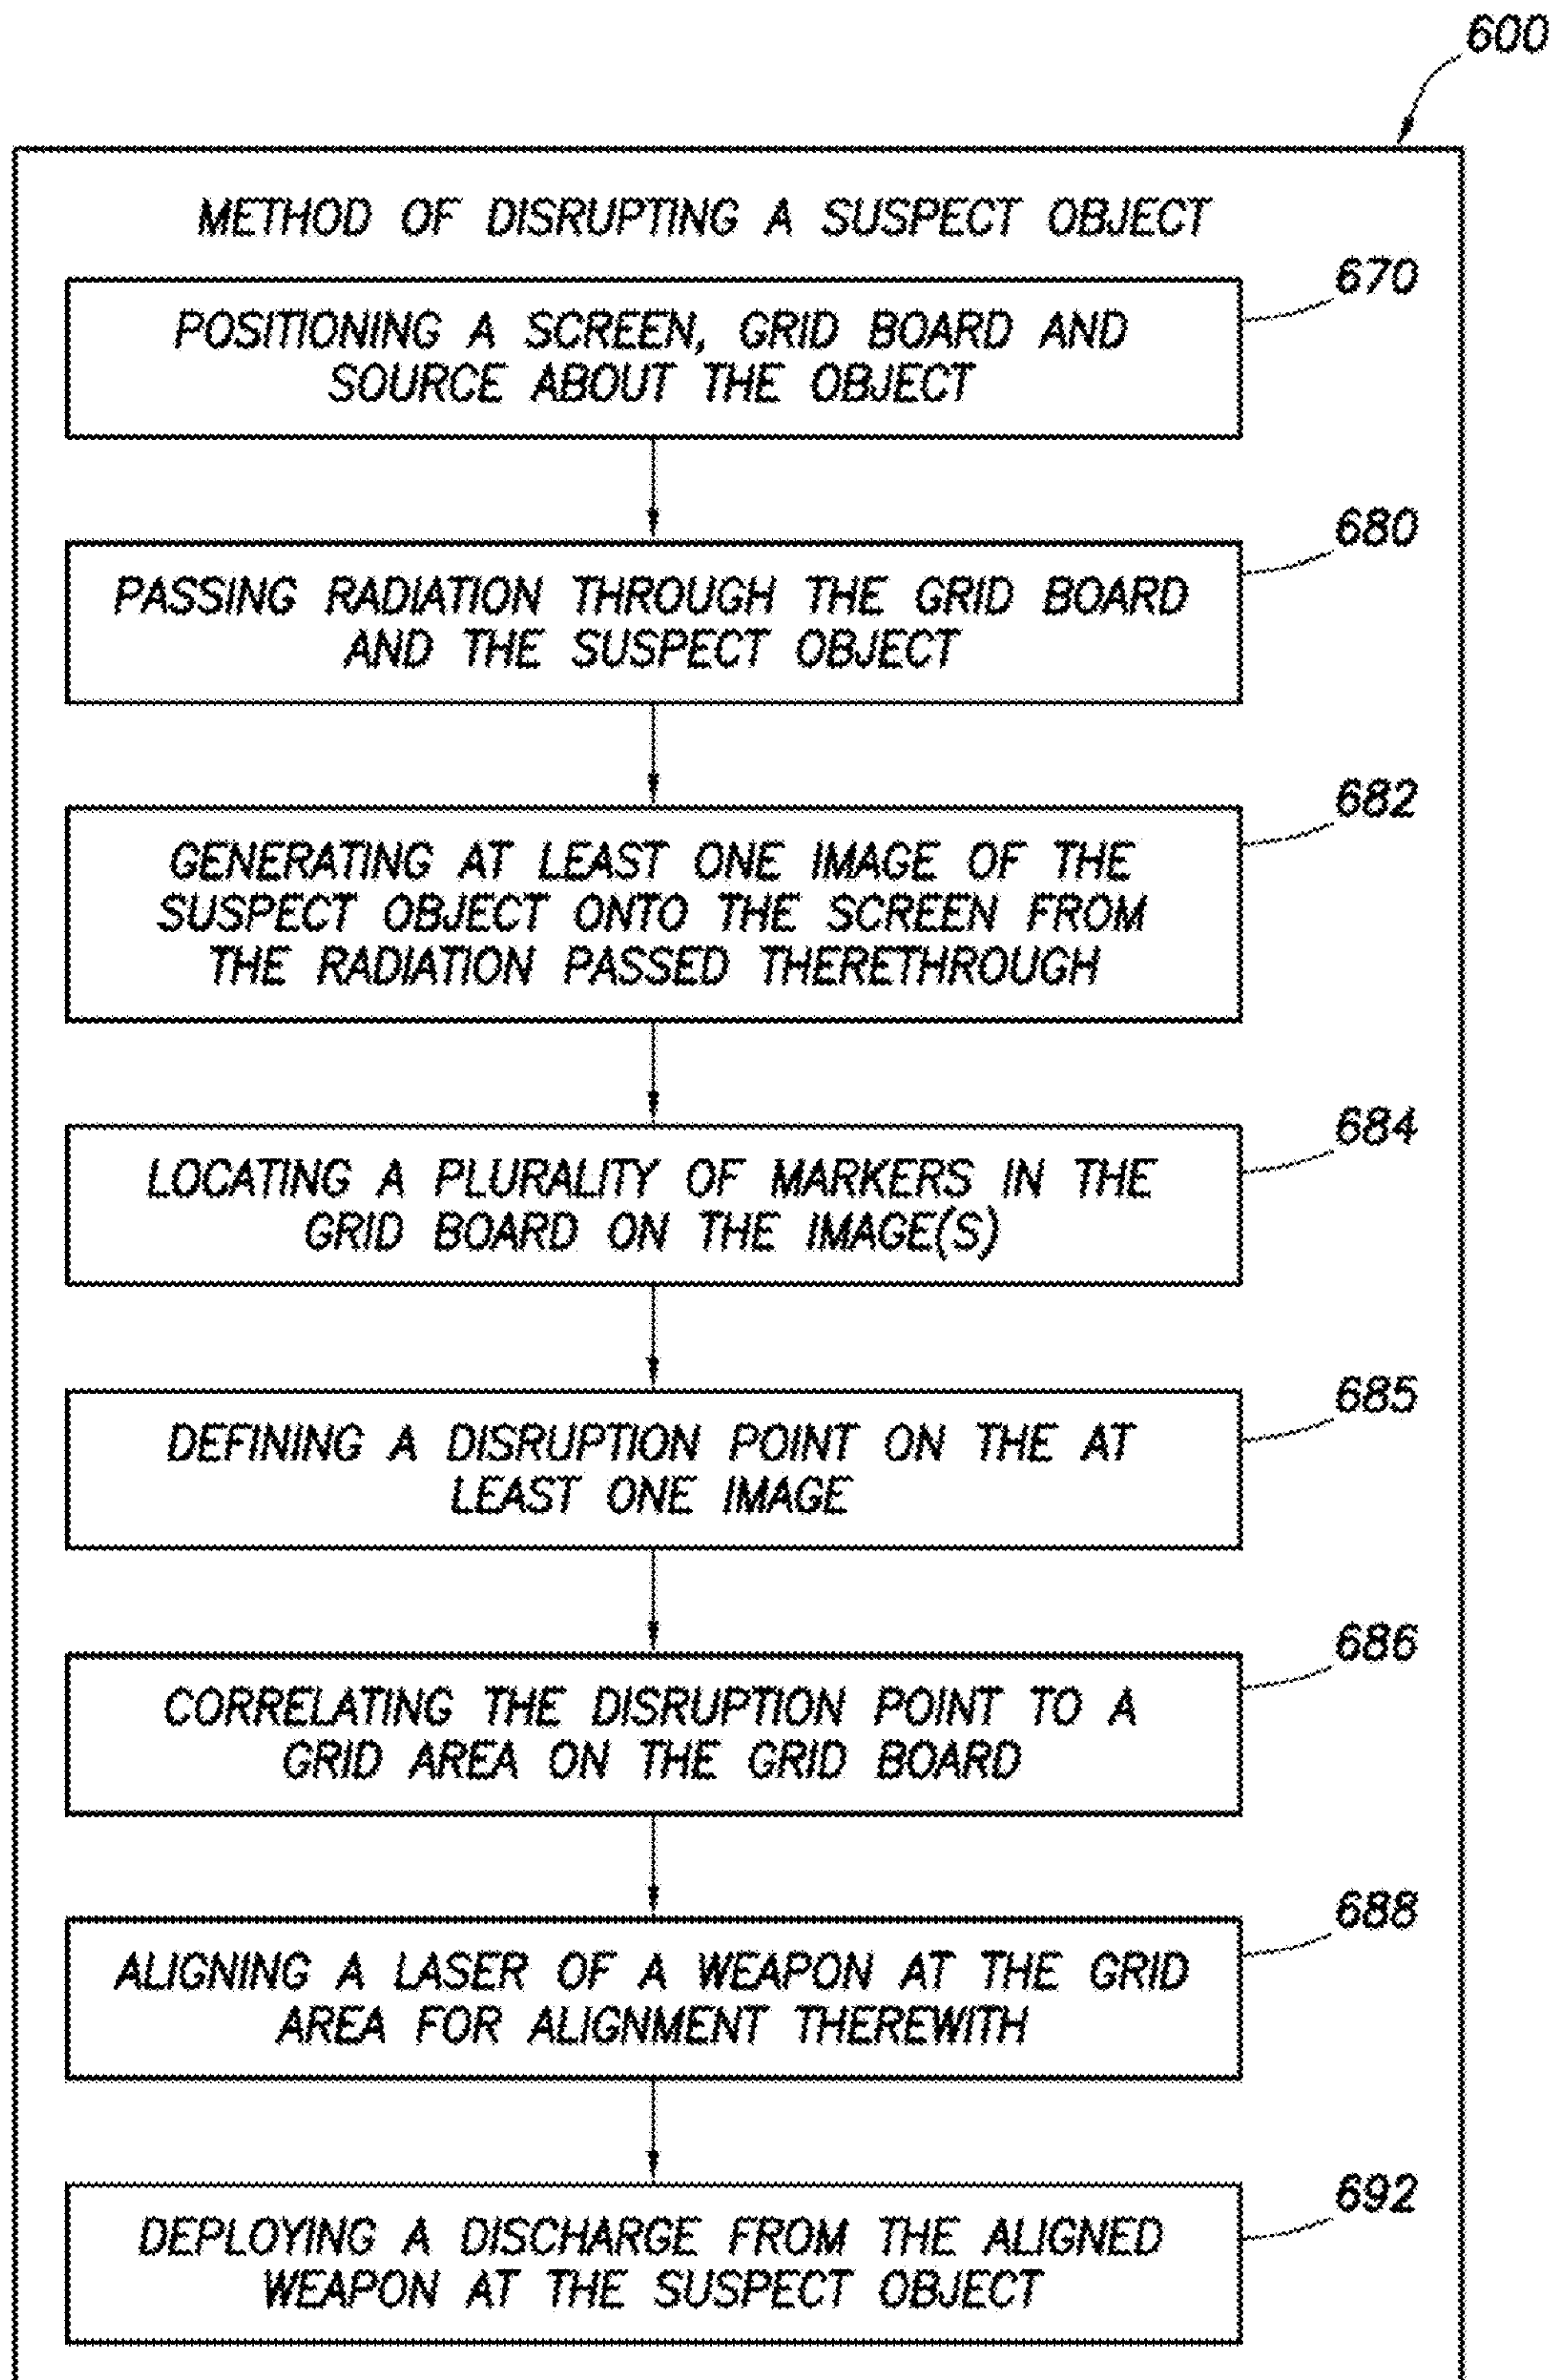 600
METHOD OF DISRUPTING A SUSPECT OBJECT
670
POSITIONING A SCREEN, GRID BOARD AND
SOURCE ABOUT THE OBJECT
680
PASSING RADIATION THROUGH THE GRID BOARD
AND THE SUSPECT OBJECT
682
GENERATING AT LEAST ONE IMAGE OF THE
SUSPECT OBJECT ONTO THE SCREEN FROM
THE RADIATION PASSED THERETHROUGH
684
LOCATING A PLURALITY OF MARKERS IN THE
GRID BOARD ON THE IMAGE(S)
685
DEFINING A DISRUPTION POINT ON THE AT
LEAST ONE IMAGE
686
CORRELATING THE DISRUPTION POINT TO A
GRID AREA ON THE GRID BOARD
688
ALIGNING A LASER OF A WEAPON AT THE GRID
AREA FOR ALIGNMENT THEREWITH
692
DEPLOYING A DISCHARGE FROM THE ALIGNED
WEAPON AT THE SUSPECT OBJECT